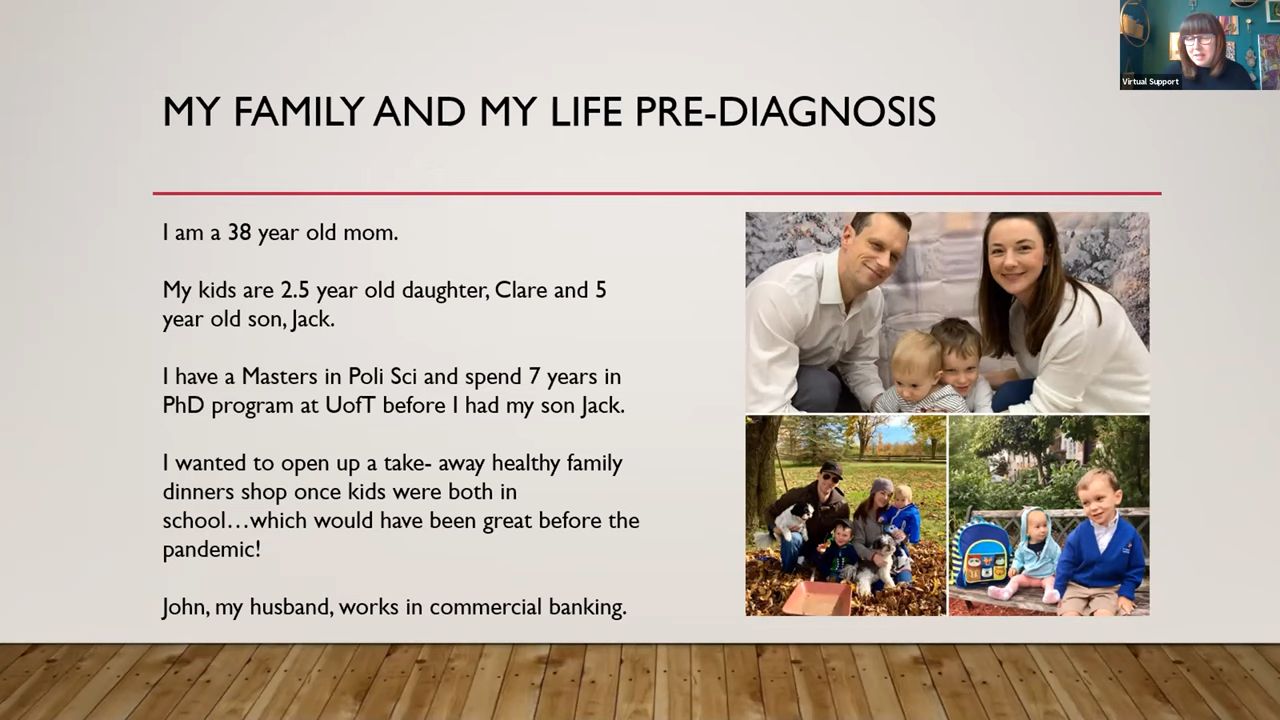 Virtual Support
MY FAMILY AND MY LIFE PRE-DIAGNOSIS
I am a 38 year old mom.
My kids are 2.5 year old daughter, Clare and 5
year old son, Jack.
I have a Masters in Poli Sci and spend 7 years in
PhD program at UofT before I had my son Jack.
I wanted to open up a take- away healthy family
dinners shop once kids were both in
school…which would have been great before the
pandemic!
John, my husband, works in commercial banking.